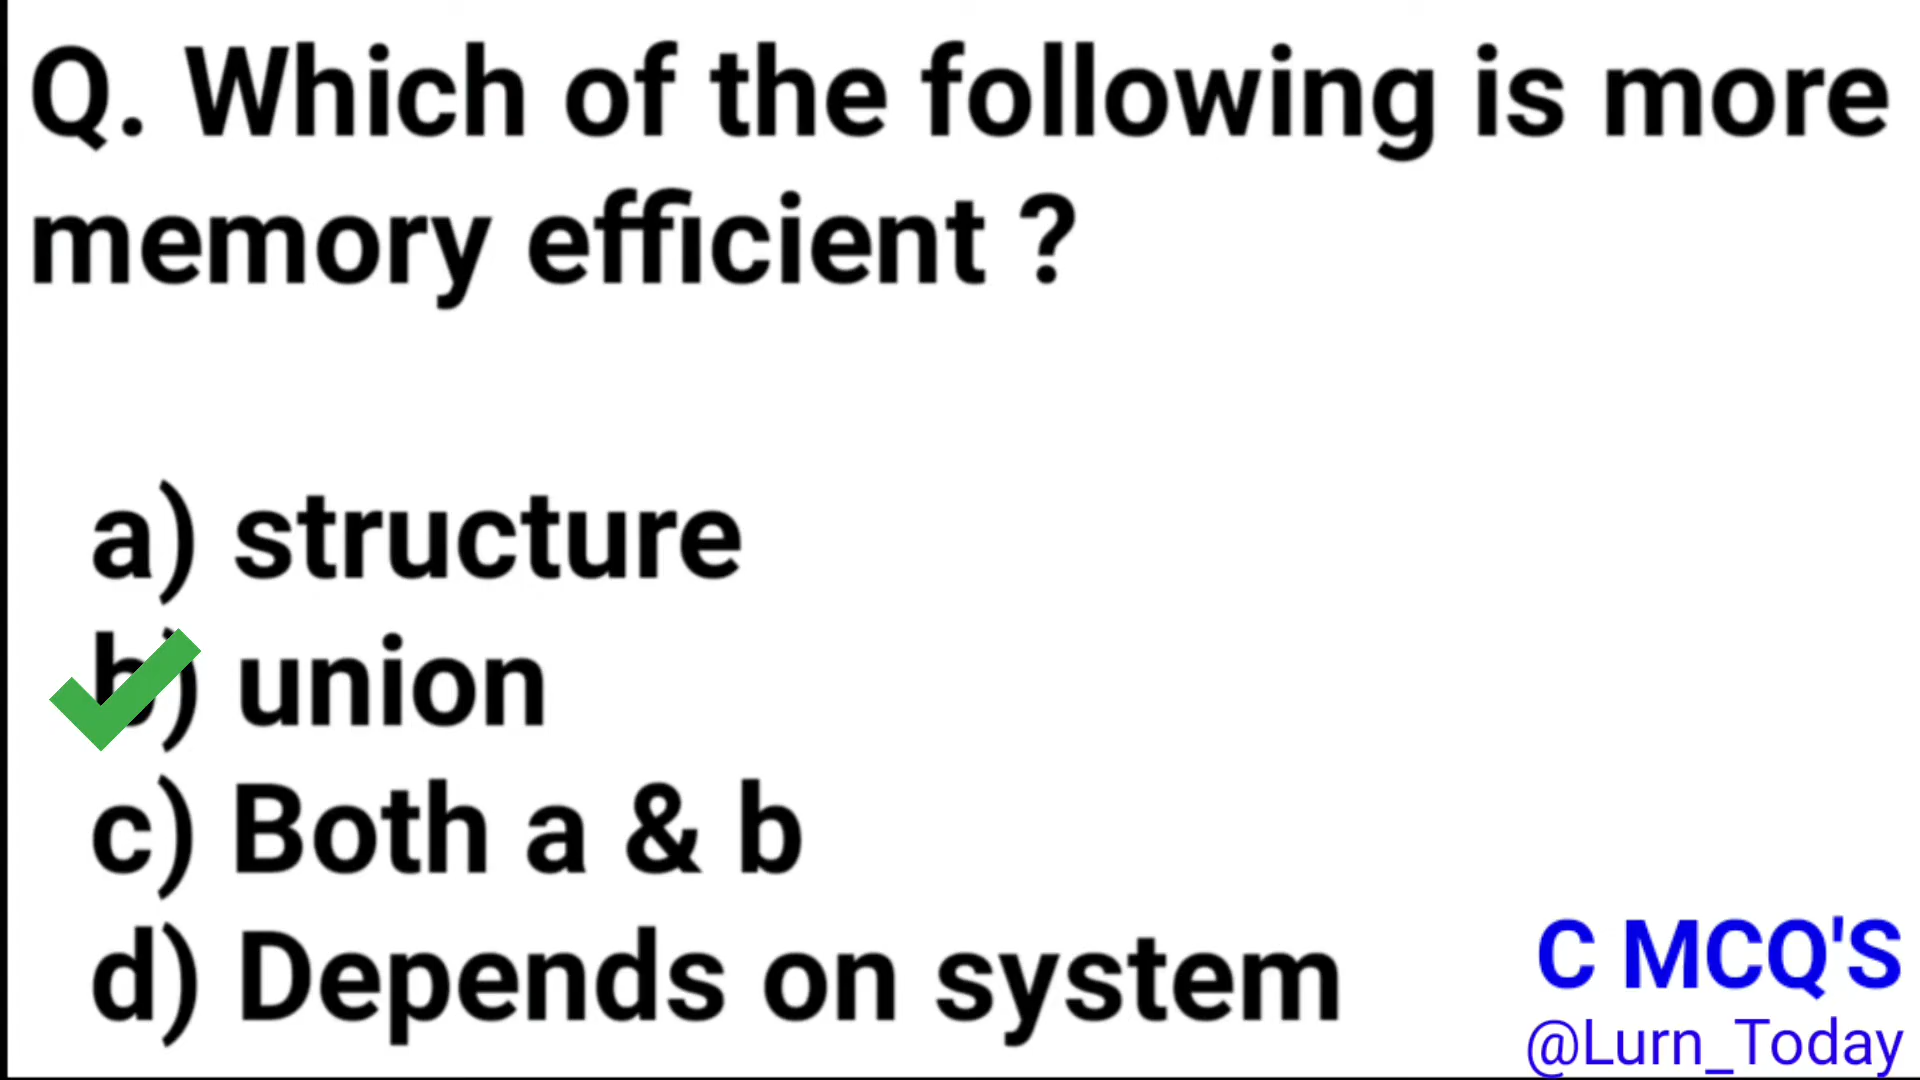 Q. Which of the following is more
memory efficient ?
a) structure
b) union
c) Both a & b
d) Depends on system
C MCQ'S
@Lurn_Today